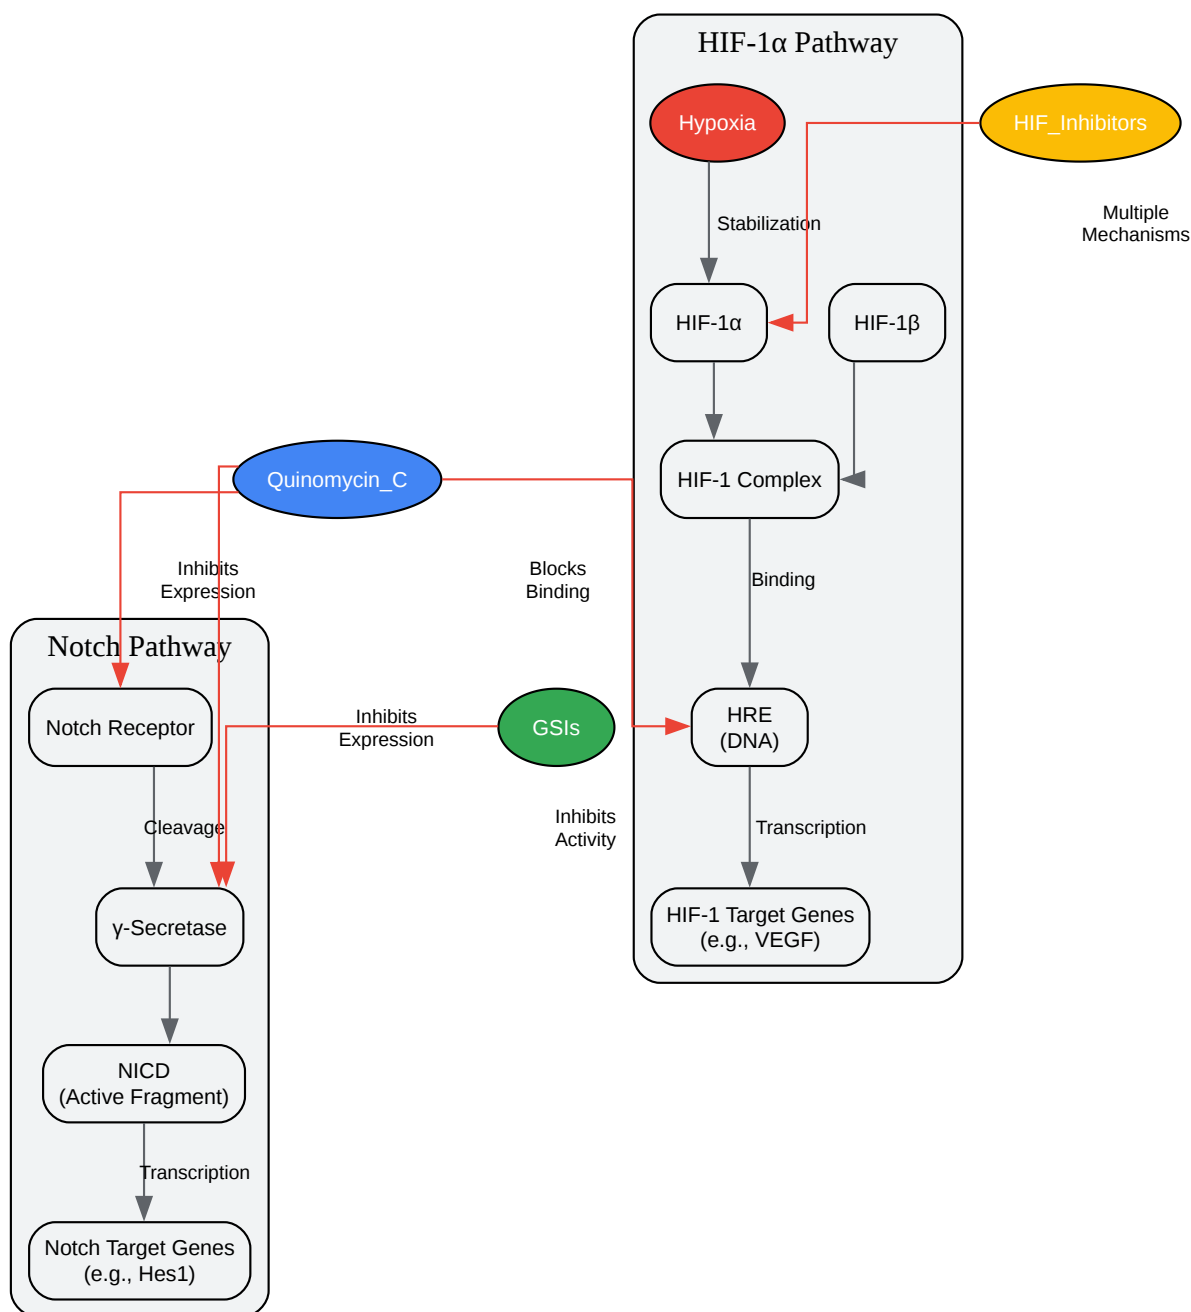 HIF-1α Pathway
Hypoxia
HIF_Inhibitors
Multiple
Mechanisms
Stabilization
HIF-1α
HIF-1β
Quinomycin_C
HIF-1 Complex
Inhibits
Expression
Blocks
Binding
Binding
Notch Pathway
Notch Receptor
Inhibits
Expression
GSIs
HRE
(DNA)
Cleavage
Inhibits
Activity
Transcription
γ-Secretase
HIF-1 Target Genes
(e.g., VEGF)
NICD
(Active Fragment)
Transcription
Notch Target Genes
(e.g., Hes1)